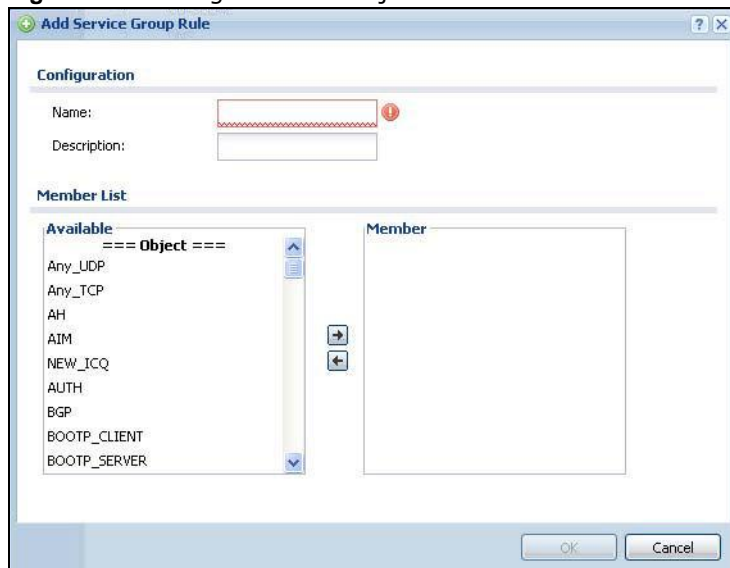 Add Service Group Rule
Configuration
Name:
Description:
Member List
Available
Member
=== Object ===
Any_UDP
Any_TCP
AH
AIM
NEW_ICQ
AUTH
BGP
BOOTP_CLIENT
BOOTP_SERVER
OK
Cancel